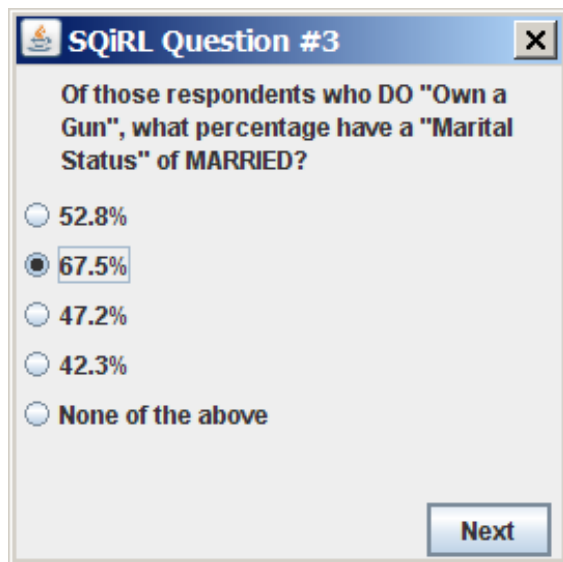 SQiRL Question #3
Of those respondents who DO "Own a
Gun", what percentage have a "Marital
Status" of MARRIED?
52.8%
67.5%
47.2%
42.3%
None of the above
Next